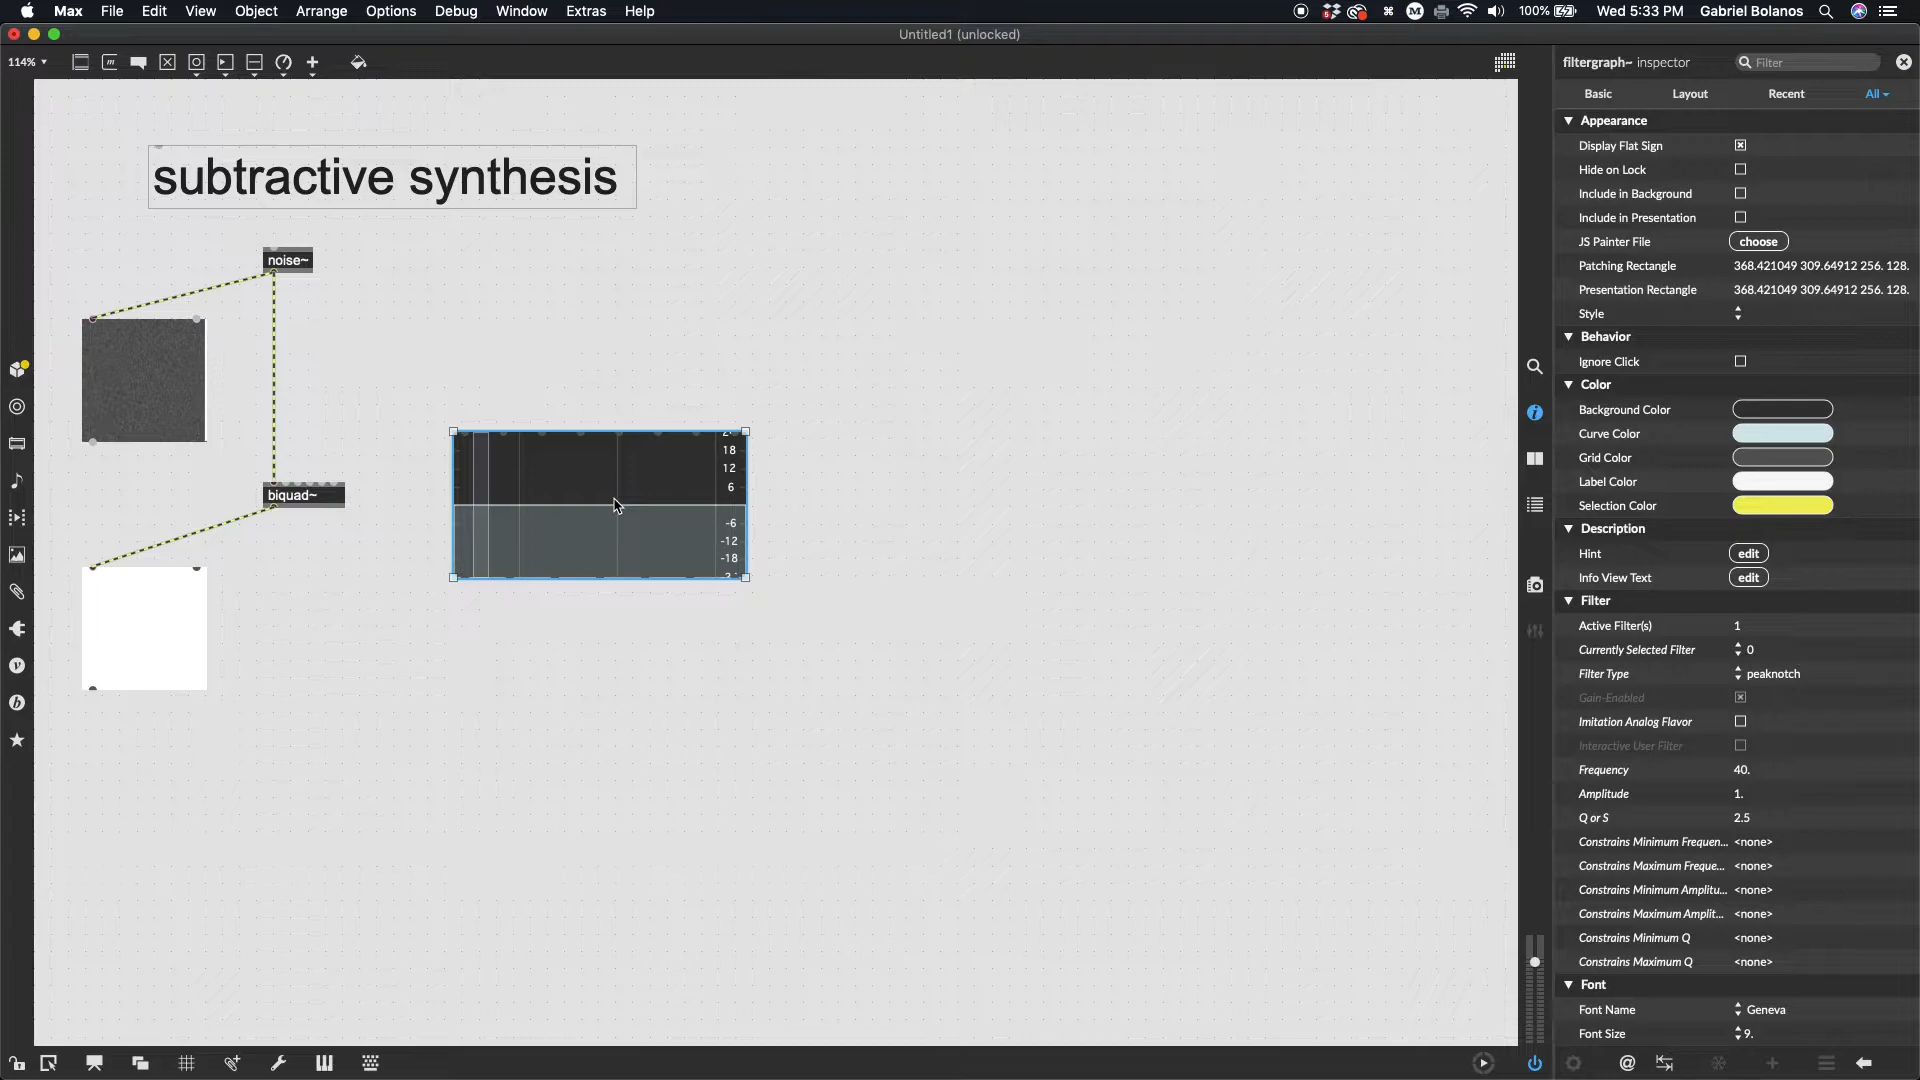 Max File Edit View Object Arrange Options Debug Window Extras Help
100% Wed 5:33 PM Gabriel Bolanos
Untitled1 (unlocked)
114%
filtergraph~ inspector
Filter
Basic Layout Recent All
subtractive synthesis
noise~
biquad~
18
12
6
-6
-12
-18
Appearance
Display Flat Sign
Hide on Lock
Include in Background
Include in Presentation
JS Painter File choose
Patching Rectangle 368.421049 309.64912 256. 128.
Presentation Rectangle 368.421049 309.64912 256. 128.
Style
Behavior
Ignore Click
Color
Background Color
Curve Color
Grid Color
Label Color
Selection Color
Description
Hint edit
Info View Text edit
Filter
Active Filter(s) 1
Currently Selected Filter 0
Filter Type peaknotch
Gain-Enabled
Imitation Analog Flavor
Interactive User Filter
Frequency 40.
Amplitude 1.
Q or S 2.5
Constrains Minimum Frequen... <none>
Constrains Maximum Freque... <none>
Constrains Minimum Amplitu... <none>
Constrains Maximum Amplit... <none>
Constrains Minimum Q <none>
Constrains Maximum Q <none>
Font
Font Name Geneva
Font Size 9.